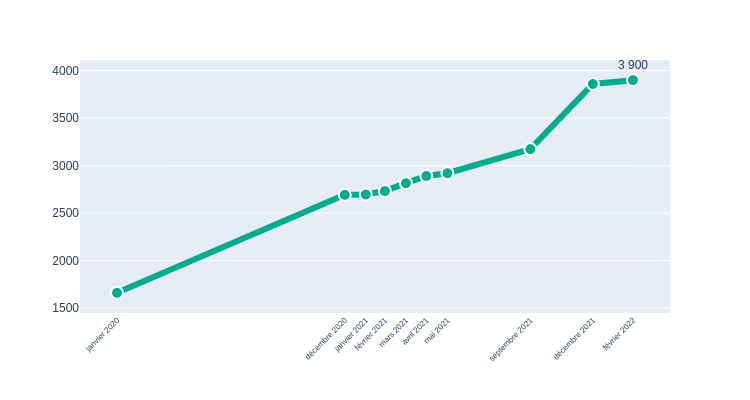 3 900
4000
3500
3000
2500
2000
1500
janvier 2020
décembre 2020
janvier 2021
février 2021
mars 2021
avril 2021
mai 2021
septembre 2021
décembre 2021
février 2022